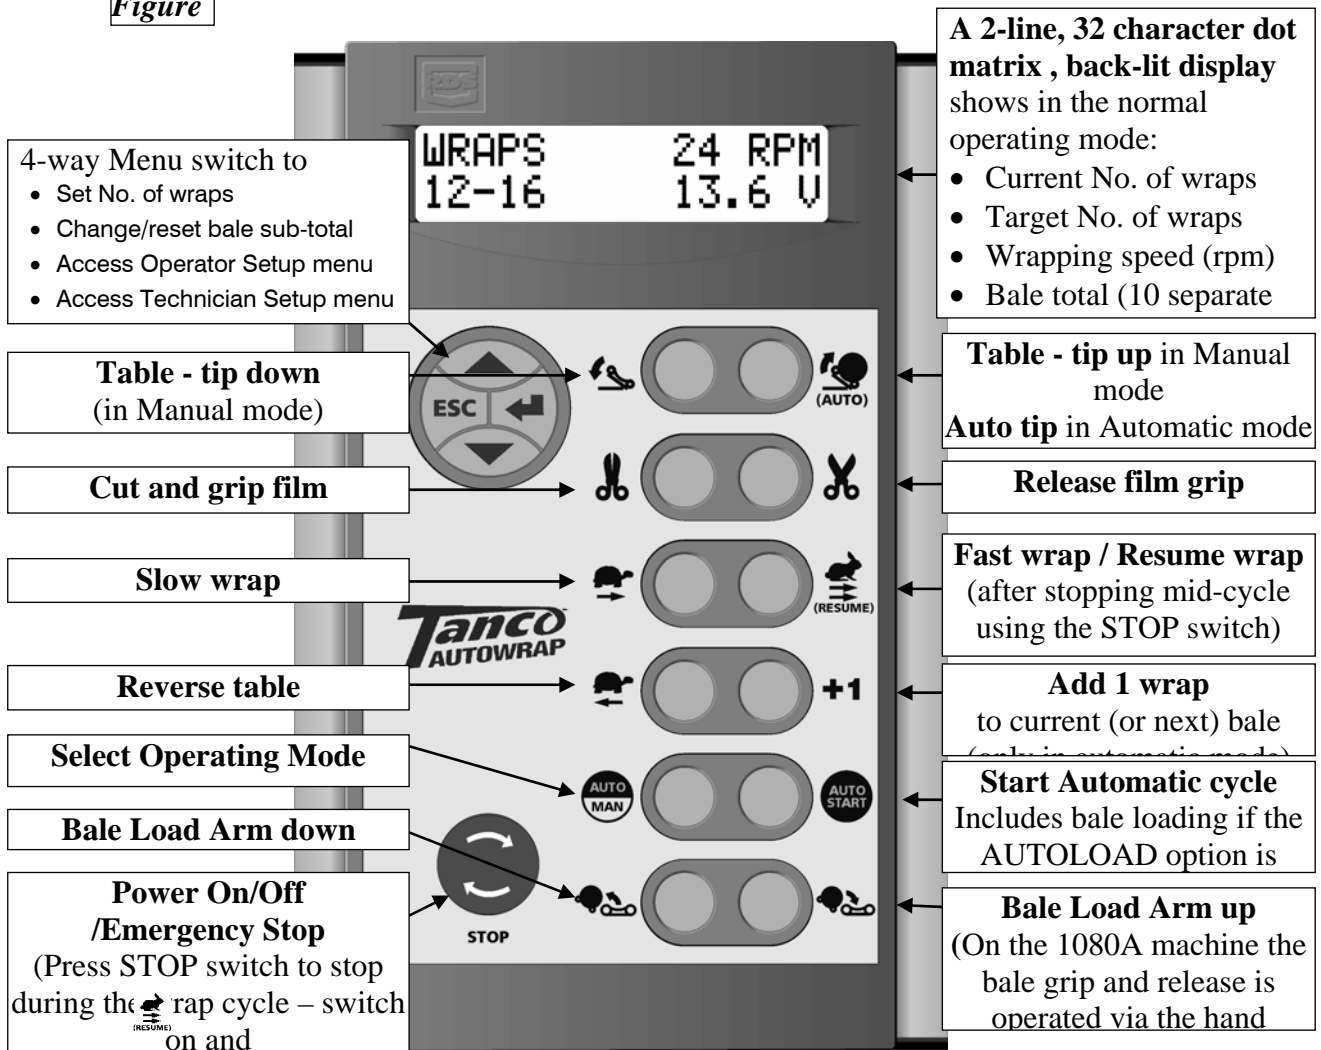 Figure
A 2-line, 32 character dot
matrix , back-lit display
shows in the normal
operating mode:
• Current No. of wraps
• Target No. of wraps
• Wrapping speed (rpm)
• Bale total (10 separate
RDS
WRAPS 24 RPM
12-16 13.6 V
4-way Menu switch to
• Set No. of wraps
• Change/reset bale sub-total
• Access Operator Setup menu
• Access Technician Setup menu
ESC
Table - tip down
(in Manual mode)
(AUTO)
Table - tip up in Manual
mode
Auto tip in Automatic mode
Cut and grip film
Release film grip
Slow wrap
(RESUME)
Fast wrap / Resume wrap
(after stopping mid-cycle
using the STOP switch)
Tanco
AUTOWRAP
Reverse table
+1
Add 1 wrap
to current (or next) bale
(only in automatic mode)
Select Operating Mode
AUTO
MAN
AUTO
START
Start Automatic cycle
Includes bale loading if the
AUTOLOAD option is
Bale Load Arm down
Bale Load Arm up
(On the 1080A machine the
bale grip and release is
operated via the hand
STOP
Power On/Off
/Emergency Stop
(Press STOP switch to stop
during the rap cycle – switch
(RESUME)
on and